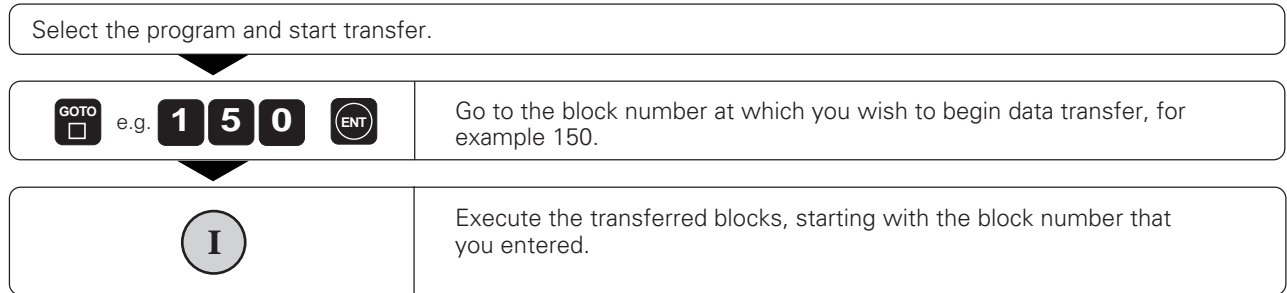 Select the program and start transfer.
GOTO e.g. 1 5 0 ENT
Go to the block number at which you wish to begin data transfer, for
example 150.
I
Execute the transferred blocks, starting with the block number that
you entered.